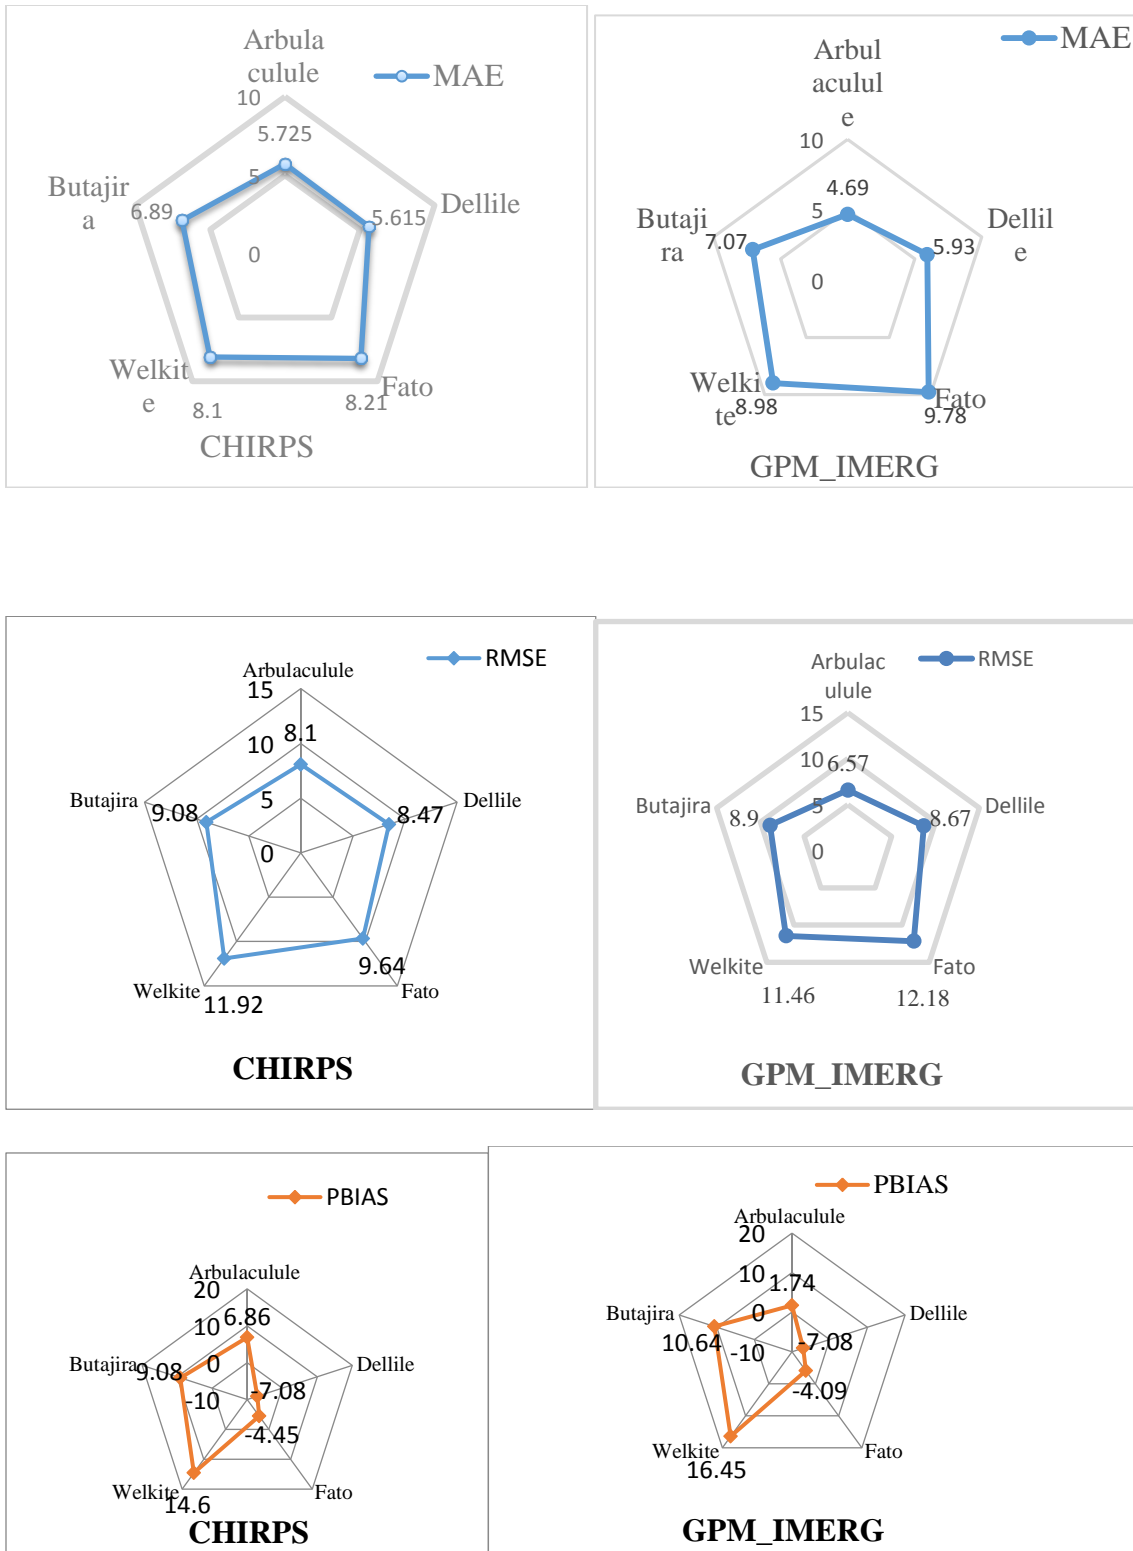 Arbula
culule
MAE
10
5.725
5
Butajir
a
6.89
5.615
Dellile
0
Welkit
e
8.1
8.21
Fato
CHIRPS
MAE
Arbul
aculul
e
10
4.69
5
Butaji
ra
7.07
5.93
Dellil
e
0
Welki
te
8.98
Fato
9.78
GPM_IMERG
RMSE
Arbulaculule
15
8.1
10
Butajira
9.08
5
8.47
Dellile
0
9.64
Welkite
11.92
Fato
CHIRPS
Arbulac
ulule
RMSE
15
10
6.57
Butajira
8.9
5
8.67
Dellile
0
Welkite
11.46
Fato
12.18
GPM_IMERG
PBIAS
Arbulaculule
20
6.86
10
Butajira
9.08
0
-7.08
Dellile
-10
-4.45
Welkite
14.6
Fato
CHIRPS
PBIAS
Arbulaculule
20
10
1.74
Butajira
10.64
0
-7.08
Dellile
-10
-4.09
Welkite
16.45
Fato
GPM_IMERG